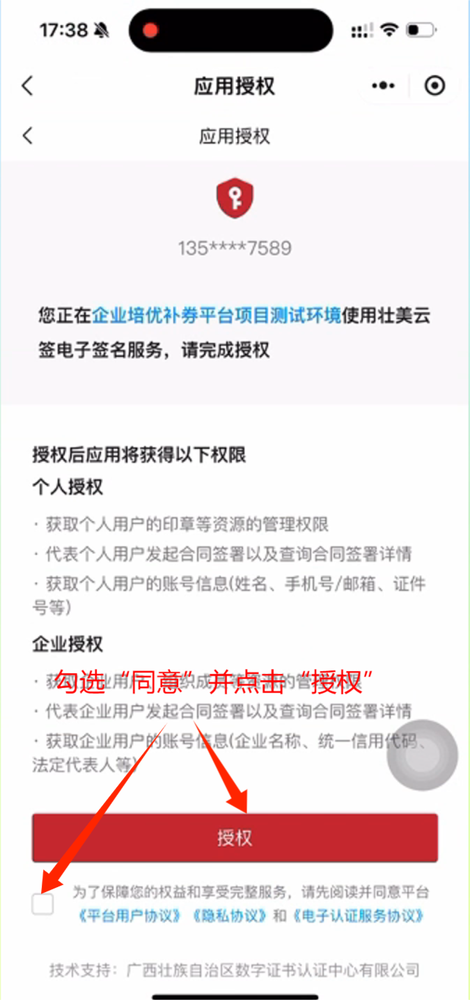 17:38
应用授权
应用授权
135****7589
您正在企业培优补券平台项目测试环境使用壮美云
签电子签名服务，请完成授权
授权后应用将获得以下权限
个人授权
· 获取个人用户的印章等资源的管理权限
· 代表个人用户发起合同签署以及查询合同签署详情
· 获取个人用户的账号信息(姓名、手机号/邮箱、证件
号等)
企业授权
勾选“同意”并点击“授权”
· 获取企业用户、组织成员等资源的管理权限
· 代表企业用户发起合同签署以及查询合同签署详情
· 获取企业用户的账号信息(企业名称、统一信用代码、
法定代表人等)
授权
为了保障您的权益和享受完整服务，请先阅读并同意平台
《平台用户协议》《隐私协议》和《电子认证服务协议》
技术支持：广西壮族自治区数字证书认证中心有限公司